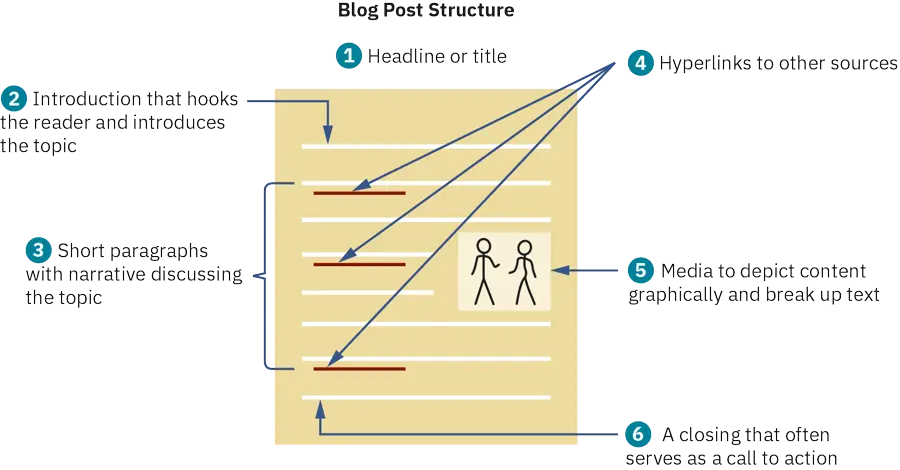 Blog Post Structure
1 Headline or title
2 Introduction that hooks
the reader and introduces
the topic
3 Short paragraphs
with narrative discussing
the topic
4 Hyperlinks to other sources
5 Media to depict content
graphically and break up text
6 A closing that often
serves as a call to action